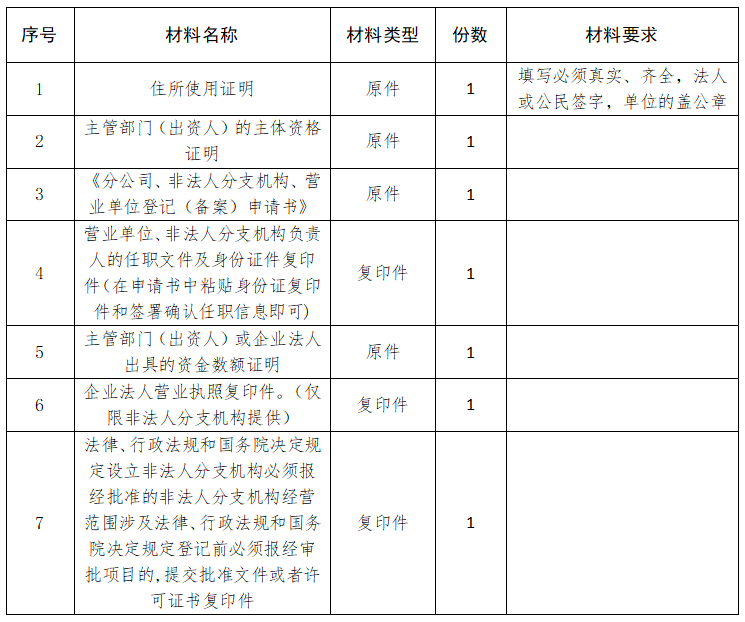 序号 材料名称 材料类型 份数 材料要求
1 住所使用证明 原件 1 填写必须真实、齐全，法人
或公民签字，单位的盖公章
2 主管部门（出资人）的主体资格
证明 原件 1
3 《分公司、非法人分支机构、营
业单位登记（备案）申请书》 原件 1
4 营业单位、非法人分支机构负责
人的任职文件及身份证件复印
件(在申请书中粘贴身份证复印
件和签署确认任职信息即可) 复印件 1
5 主管部门（出资人）或企业法人
出具的资金数额证明 原件 1
6 企业法人营业执照复印件。（仅
限非法人分支机构提供） 复印件 1
7 法律、行政法规和国务院决定规
定设立非法人分支机构必须报
经批准的非法人分支机构经营
范围涉及法律、行政法规和国务
院决定规定登记前必须报经审
批项目的,提交批准文件或者许
可证书复印件 复印件 1